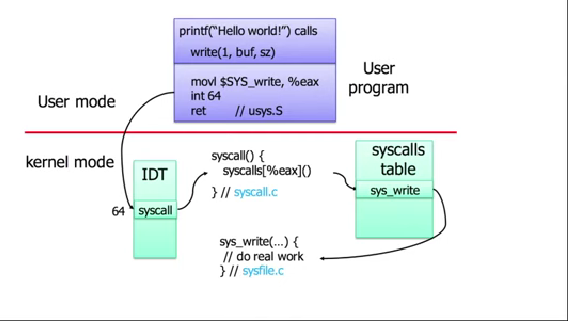 printf("Hello world!") calls
write(1, buf, sz)
movl $SYS_write, %eax
int 64
ret // usys.S
User
program
User mode
kernel mode
IDT
64 syscall
syscall() {
syscalls[%eax]()
} // syscall.c
syscalls
table
sys_write
sys_write(...) {
// do real work
} // sysfile.c